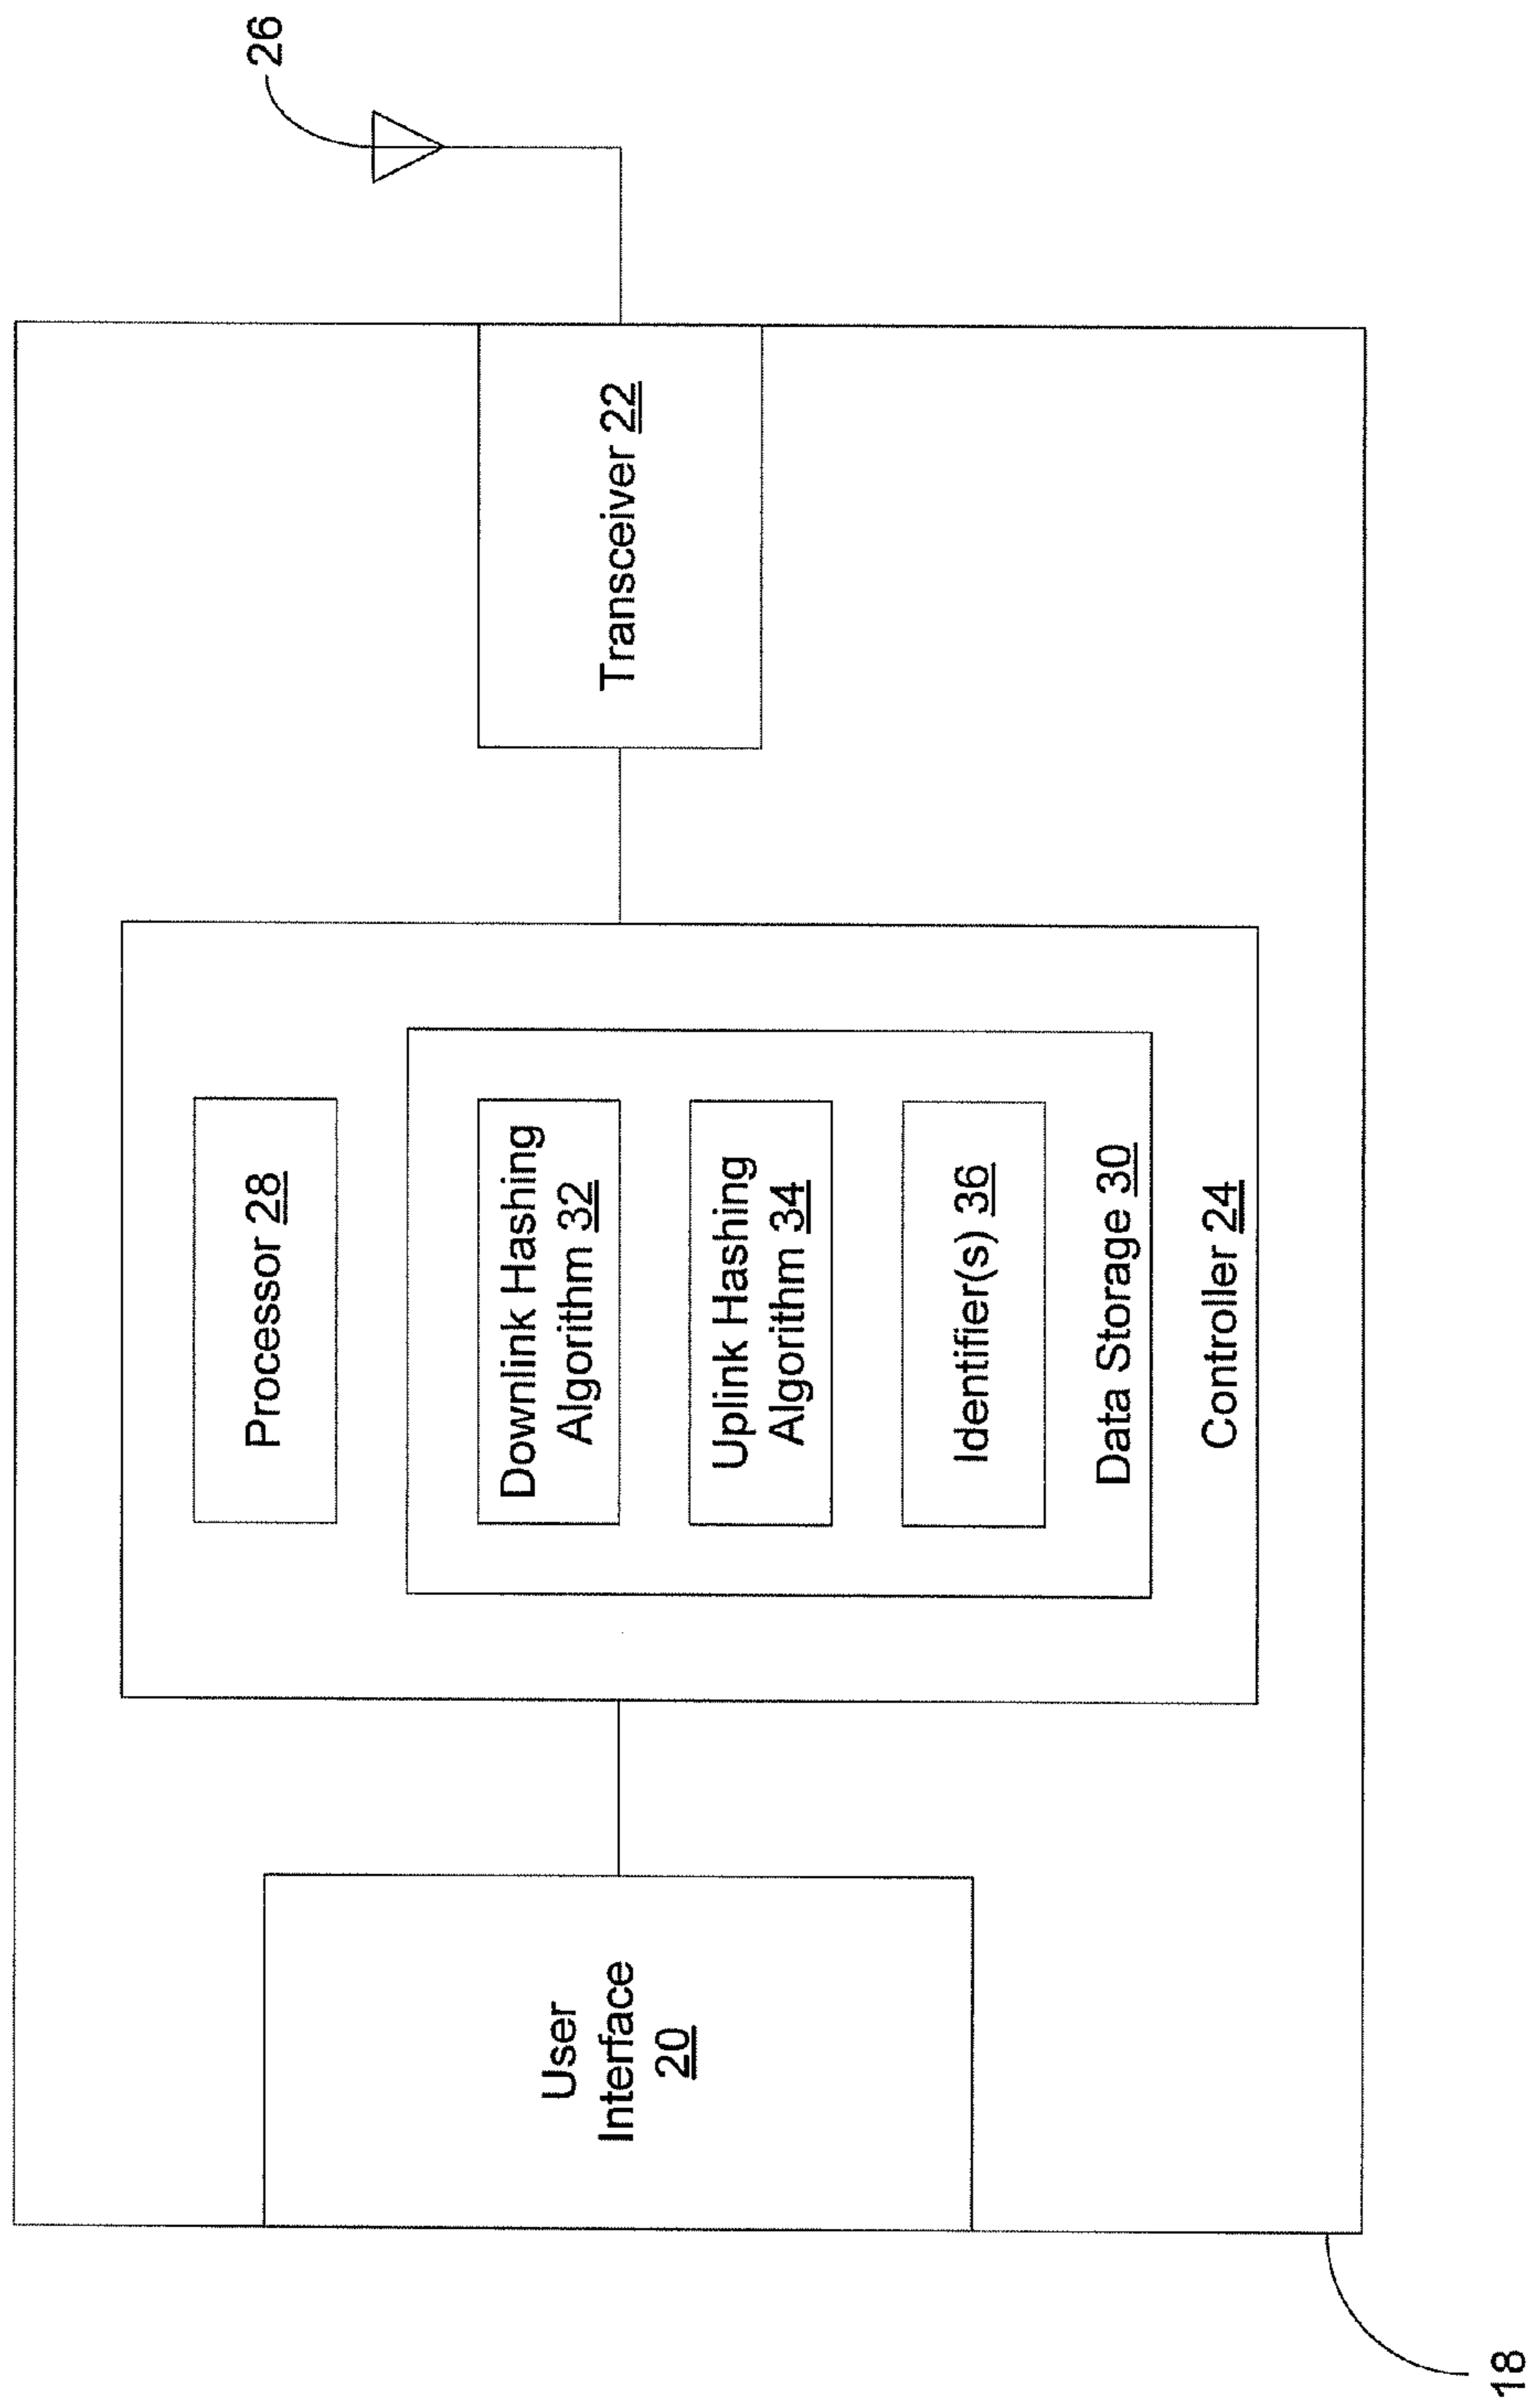 26
Transceiver 22
Processor 28
Downlink Hashing
Algorithm 32
Uplink Hashing
Algorithm 34
Identifier(s) 36
Data Storage 30
Controller 24
User
Interface
20
18